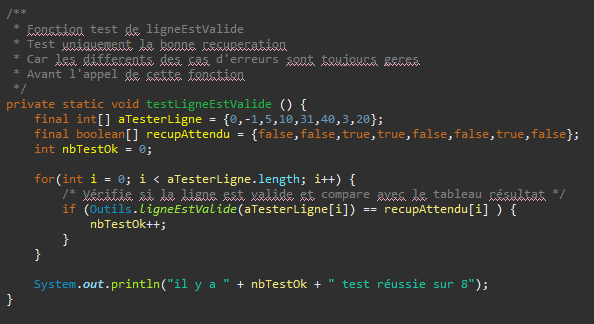 /**
 * Fonction test de ligneEstValide
 * Test uniquement la bonne recuperation
 * Car les differents des cas d'erreurs sont toujours geres
 * Avant l'appel de cette fonction
 */
private static void testLigneEstValide () {
    final int[] aTesterLigne = {0,-1,5,10,31,40,3,20};
    final boolean[] recupAttendu = {false,false,true,true,false,false,true,false};
    int nbTestOk = 0;

    for(int i = 0; i < aTesterLigne.length; i++) {
        /* Vérifie si la ligne est valide et compare avec le tableau résultat */
        if (Outils.ligneEstValide(aTesterLigne[i]) == recupAttendu[i] ) {
            nbTestOk++;
        }
    }

    System.out.println("il y a " + nbTestOk + " test réussie sur 8");
}